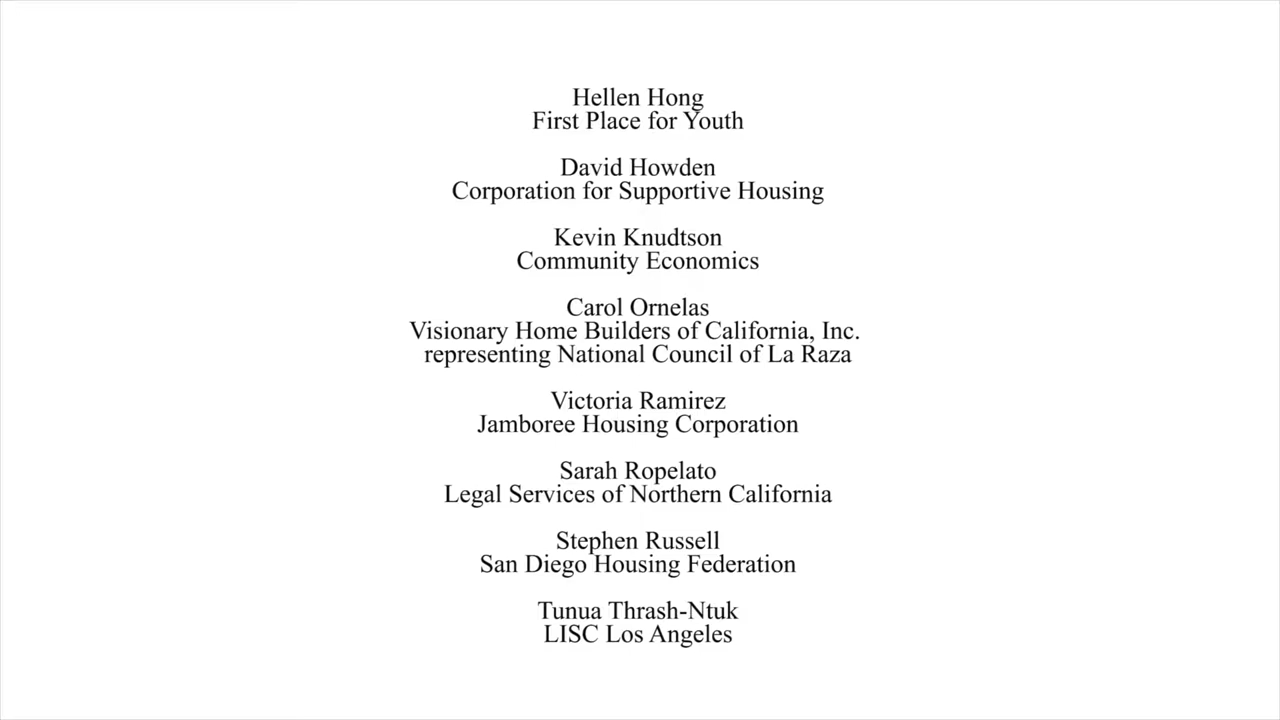 Hellen Hong
First Place for Youth
David Howden
Corporation for Supportive Housing
Kevin Knudtson
Community Economics
Carol Ornelas
Visionary Home Builders of California, Inc.
representing National Council of La Raza
Victoria Ramirez
Jamboree Housing Corporation
Sarah Ropelato
Legal Services of Northern California
Stephen Russell
San Diego Housing Federation
Tunua Thrash-Ntuk
LISC Los Angeles